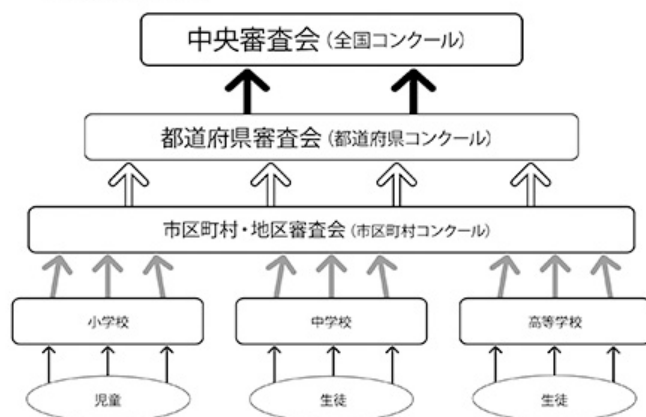 中央審査会（全国コンクール）
都道府県審査会（都道府県コンクール）
市区町村・地区審査会（市区町村コンクール）
小学校 中学校 高等学校
児童 生徒 生徒